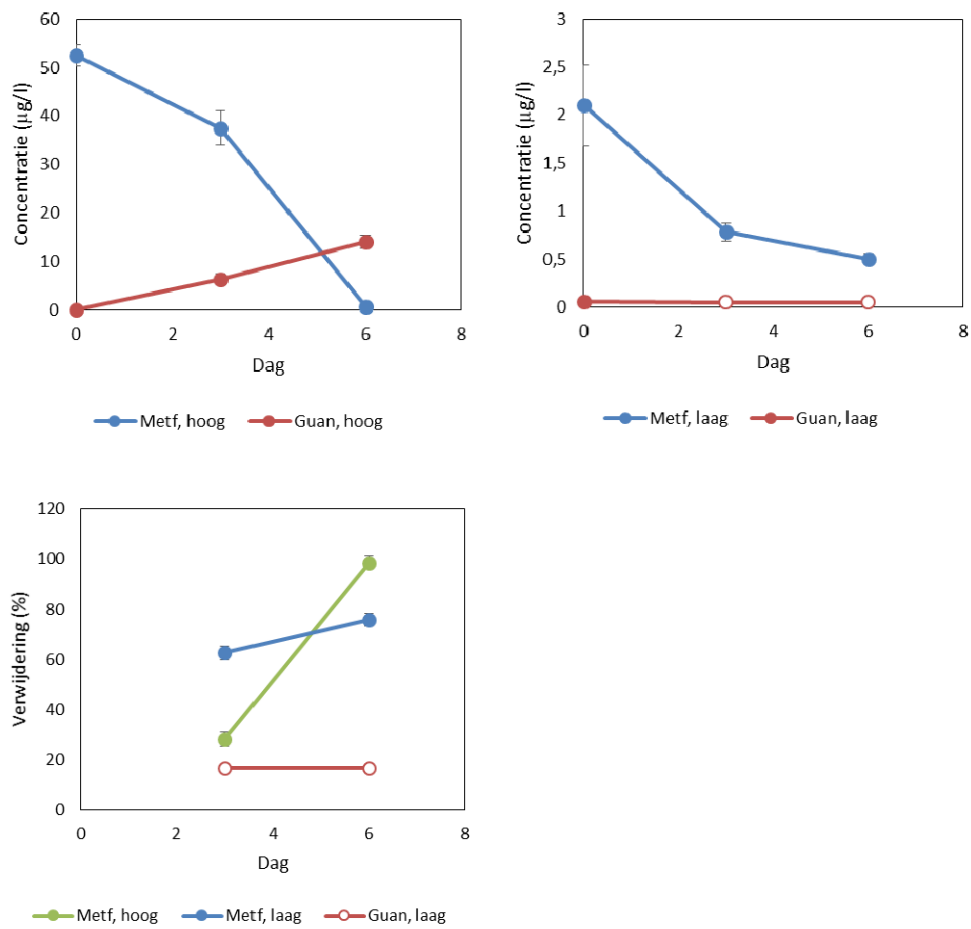 60
50
40
30
20
10
0
Concentratie (µg/l)
0 2 4 6 8
Dag
Metf, hoog Guan, hoog
3
2,5
2
1,5
1
0,5
0
Concentratie (µg/l)
0 2 4 6 8
Dag
Metf, laag Guan, laag
120
100
80
60
40
20
0
Verwijdering (%)
0 2 4 6 8
Dag
Metf, hoog Metf, laag Guan, laag